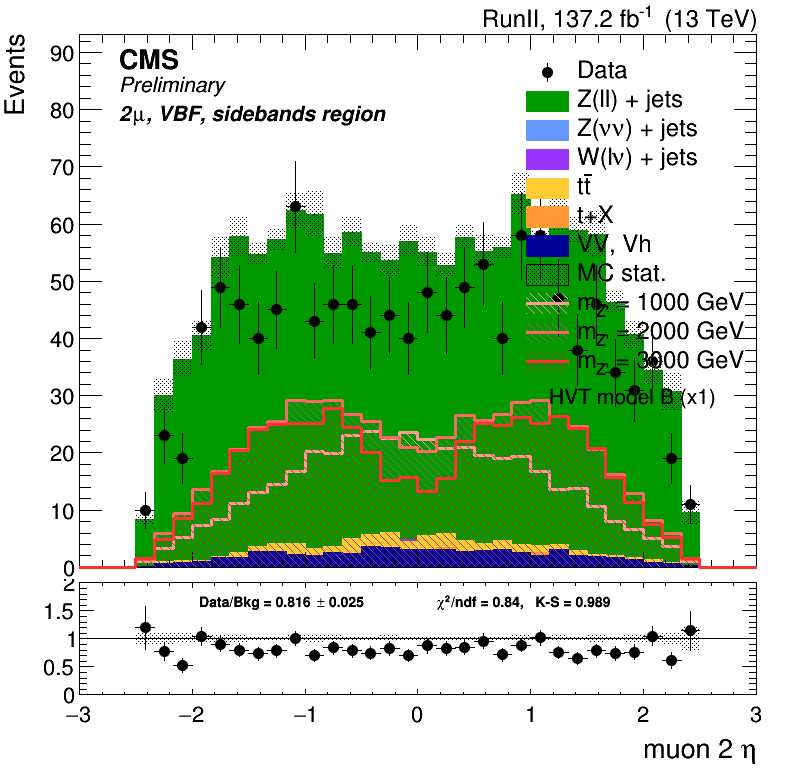 RunII, 137.2 fb⁻¹ (13 TeV)
Events
CMS
Preliminary
2μ, VBF, sidebands region
Data
Z(ll) + jets
Z(νν) + jets
W(lν) + jets
tt̄
t+X
VV, Vh
MC stat.
m_Z' = 1000 GeV
m_Z' = 2000 GeV
m_Z' = 3000 GeV
HVT model B (x1)
90
80
70
60
50
40
30
20
10
0
Data/Bkg = 0.816 ± 0.025 χ²/ndf = 0.84, K-S = 0.989
2
1.5
1
0.5
0
−3 −2 −1 0 1 2 3
muon 2 η